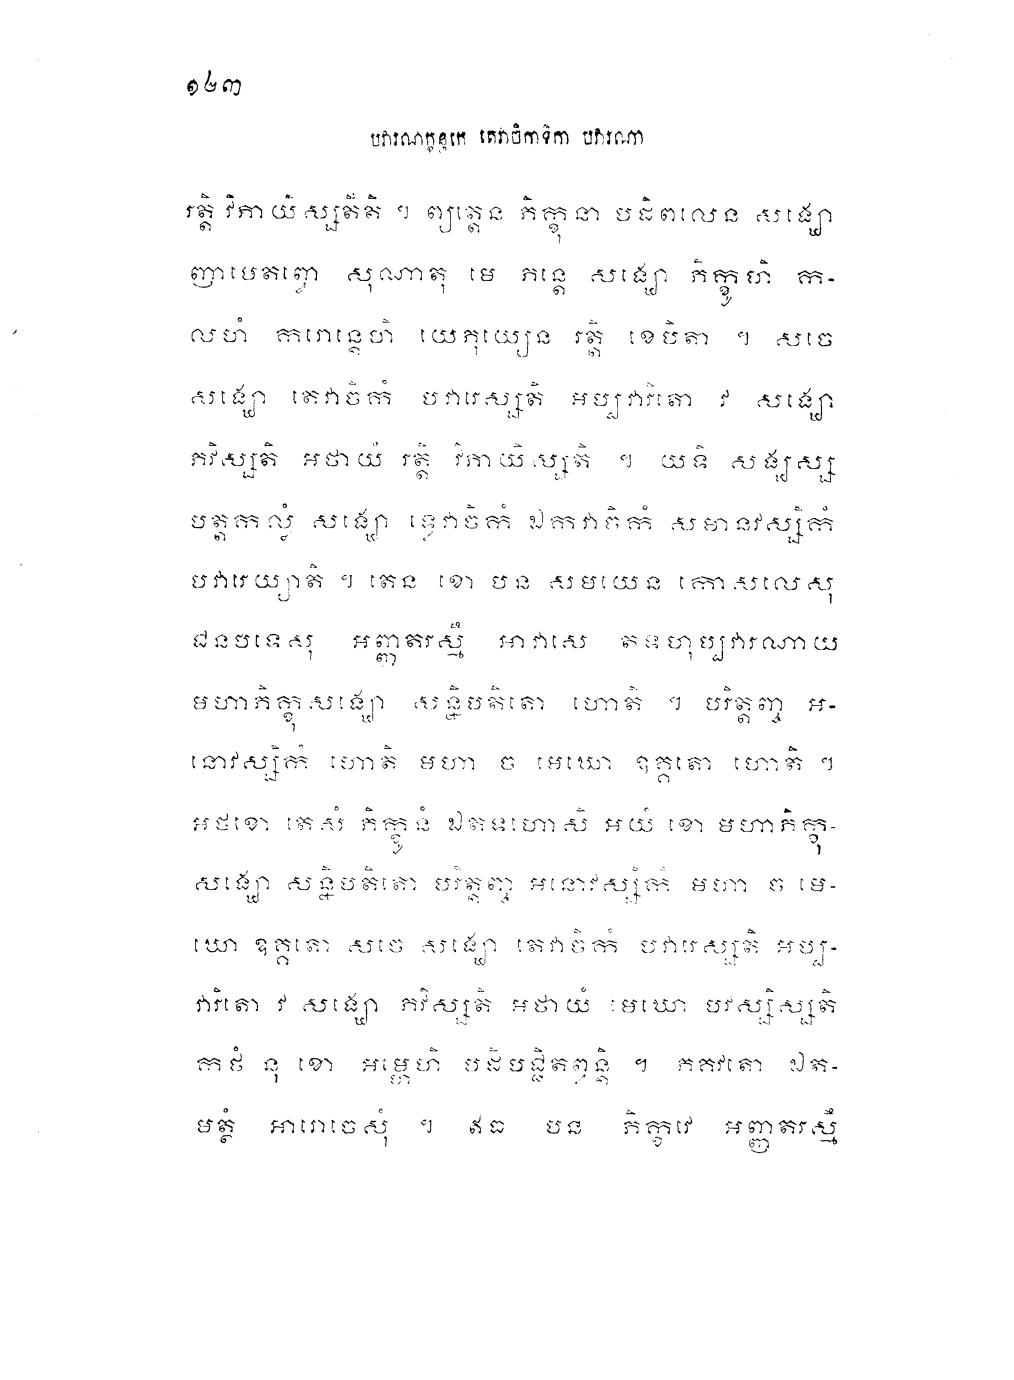 ១៤៣
បវារណក្ខន្ធកេ តេវាចិកាទិកា បវារណា
រត្តិ វិភាយិស្សតីតិ ។ ព្យត្តេន ភិក្ខុនា បដិពលេន សង្ឃោ
ញាបេតព្ពោ សុណាតុ មេ ភន្តេ សង្ឃោ ភិក្ខូហិ ក-
លហំ ករោន្តេហិ យេភុយ្យេន រត្តិ ខេបិតា ។ សចេ
សង្ឃោ តេវាចិកំ បវារេស្សតិ អប្បវារិតោ វ សង្ឃោ
ភវិស្សតិ អថាយំ រត្តិ វិភាយិស្សតិ ។ យទិ សង្ឃស្ស
បត្តកល្លំ សង្ឃោ ទ្វេវាចិកំ ឯកវាចិកំ សមានវស្សិកំ
បវារេយ្យាតិ ។ តេន ខោ បន សមយេន កោសលេសុ
ជនបទេសុ អញ្ញតរស្មឹ អាវាសេ តទហុប្បវារណាយ
មហាភិក្ខុសង្ឃោ សន្និបតិតោ ហោតិ ។ បរិត្តញ្ច អ-
នោវស្សិកំ ហោតិ មហា ច មេឃោ ឧគ្គតោ ហោតិ ។
អថខោ តេសំ ភិក្ខូនំ ឯតទហោសិ អយំ ខោ មហាភិក្ខុ-
សង្ឃោ សន្និបតិតោ បរិត្តញ្ច អនោវស្សិកំ មហា ច មេ-
ឃោ ឧគ្គតោ សចេ សង្ឃោ តេវាចិកំ បវារេស្សតិ អប្ប-
វារិតោ វ សង្ឃោ ភវិស្សតិ អថាយំ មេឃោ បវស្សិស្សតិ
កថំ នុ ខោ អម្ហេហិ បដិបជ្ជិតព្ពន្តិ ។ ភគវតោ ឯត-
មត្ថំ អារោចេសុំ ។ ឥធ បន ភិក្ខវេ អញ្ញតរស្មឹ